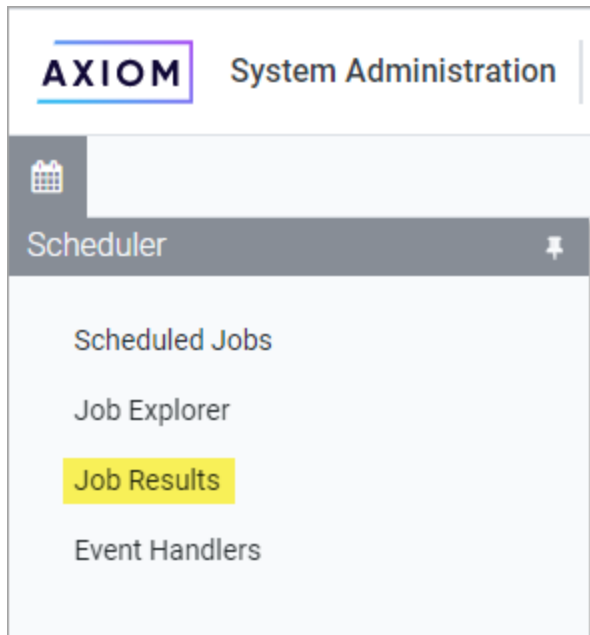 AXIOM System Administration
Scheduler
Scheduled Jobs
Job Explorer
Job Results
Event Handlers